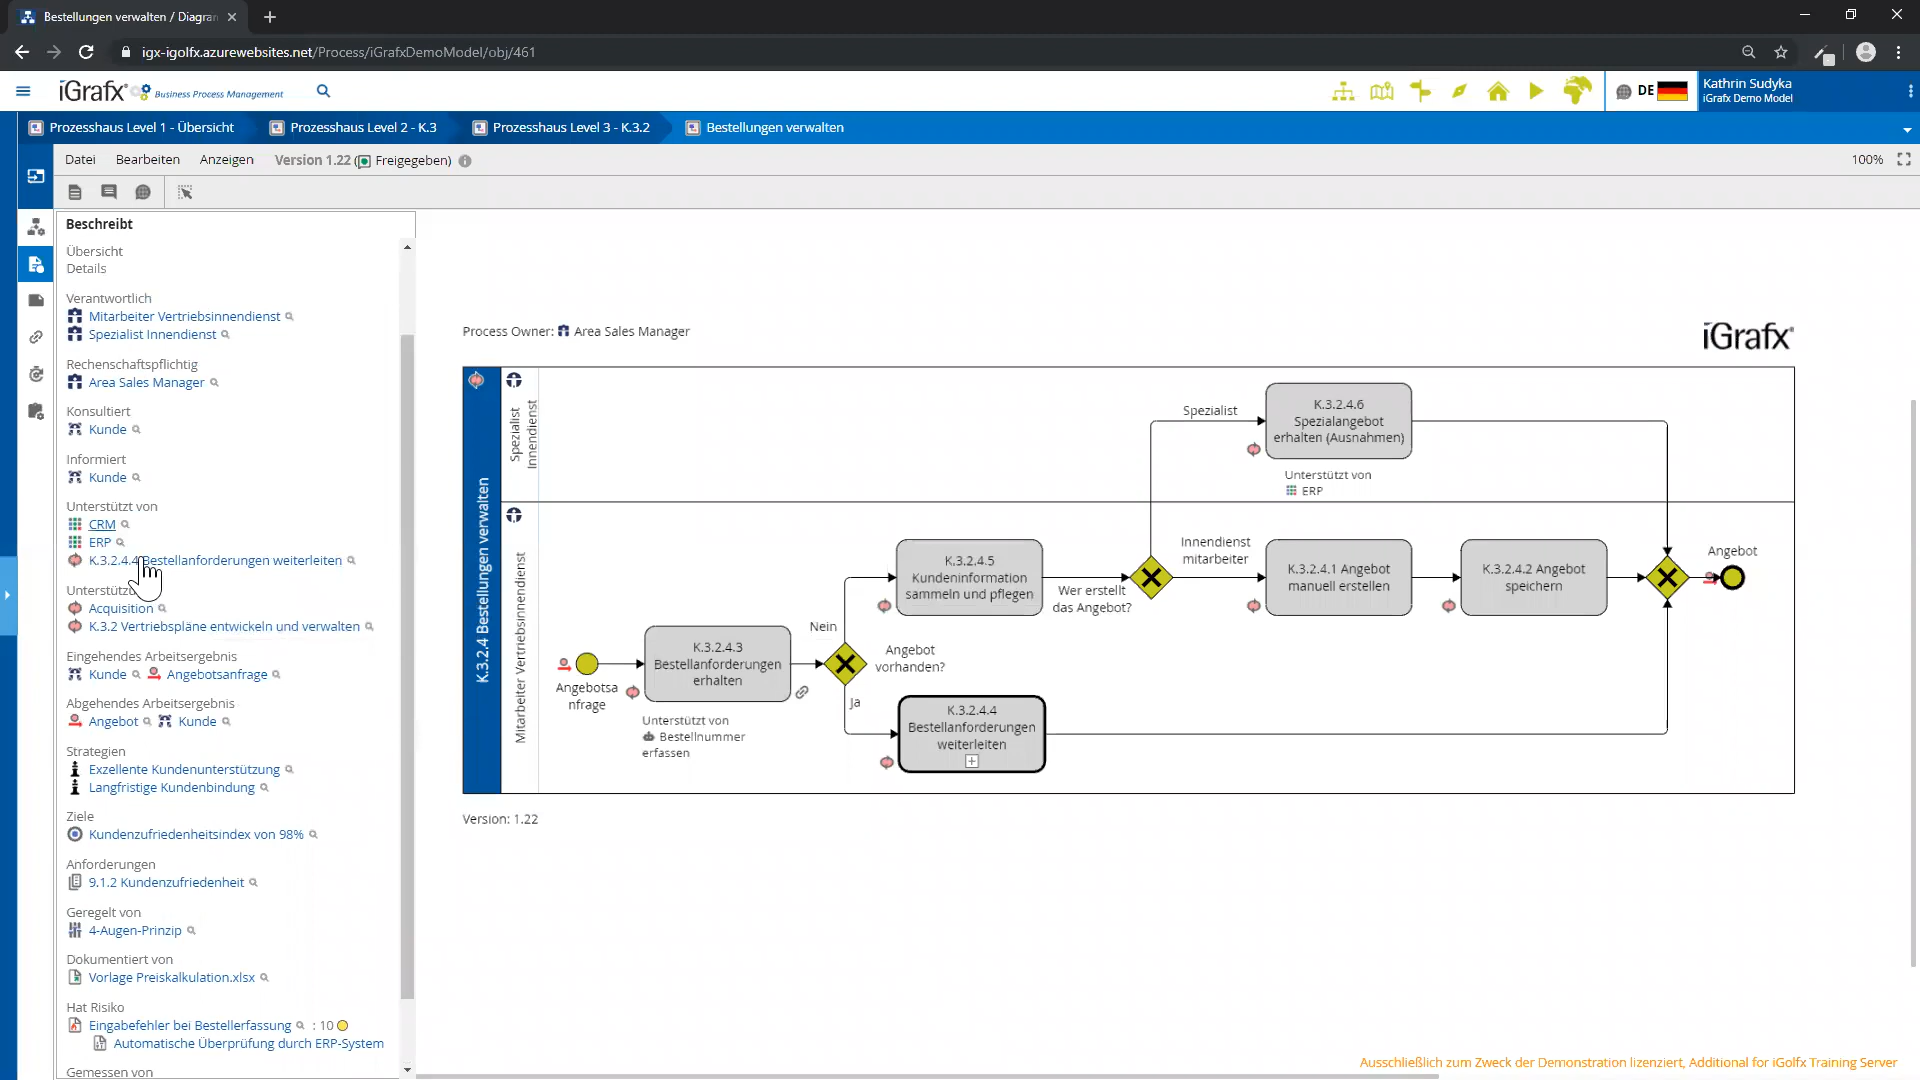 Bestellungen verwalten / Diagran
igx-igolfx.azurewebsites.net/Process/iGrafxDemoModel/obj/461
iGrafx Business Process Management
DE
Kathrin Sudyka
iGrafx Demo Model
Prozesshaus Level 1 - Übersicht
Prozesshaus Level 2 - K.3
Prozesshaus Level 3 - K.3.2
Bestellungen verwalten
Datei
Bearbeiten
Anzeigen
Version 1.22 ( Freigegeben)
100%
Beschreibt
Übersicht
Details
Verantwortlich
Mitarbeiter Vertriebsinnendienst
Spezialist Innendienst
Rechenschaftspflichtig
Area Sales Manager
Konsultiert
Kunde
Informiert
Kunde
Unterstützt von
CRM
ERP
K.3.2.4.4 Bestellanforderungen weiterleiten
Acquisition
K.3.2 Vertriebspläne entwickeln und verwalten
Eingehendes Arbeitsergebnis
Kunde Angebotsanfrage
Abgehendes Arbeitsergebnis
Angebot Kunde
Strategien
Exzellente Kundenunterstützung
Langfristige Kundenbindung
Ziele
Kundenzufriedenheitsindex von 98%
Anforderungen
9.1.2 Kundenzufriedenheit
Geregelt von
4-Augen-Prinzip
Dokumentiert von
Vorlage Preiskalkulation.xlsx
Hat Risiko
Eingabefehler bei Bestellerfassung : 10
Automatische Überprüfung durch ERP-System
Gemessen von
Process Owner: Area Sales Manager
iGrafx
K.3.2.4 Bestellungen verwalten
Spezialist
Innendienst
Mitarbeiter Vertriebsinnendienst
Spezialist
K.3.2.4.6
Spezialangebot
erhalten (Ausnahmen)
Unterstützt von
ERP
K.3.2.4.5
Kundeninformation
sammeln und pflegen
Wer erstellt
das Angebot?
Innendienst
mitarbeiter
K.3.2.4.1 Angebot
manuell erstellen
K.3.2.4.2 Angebot
speichern
Angebot
Angebotsa
nfrage
K.3.2.4.3
Bestellanforderungen
erhalten
Unterstützt von
Bestellnummer
erfassen
Nein
Angebot
vorhanden?
Ja
K.3.2.4.4
Bestellanforderungen
weiterleiten
Version: 1.22
Ausschließlich zum Zweck der Demonstration lizenziert, Additional for iGolfx Training Server